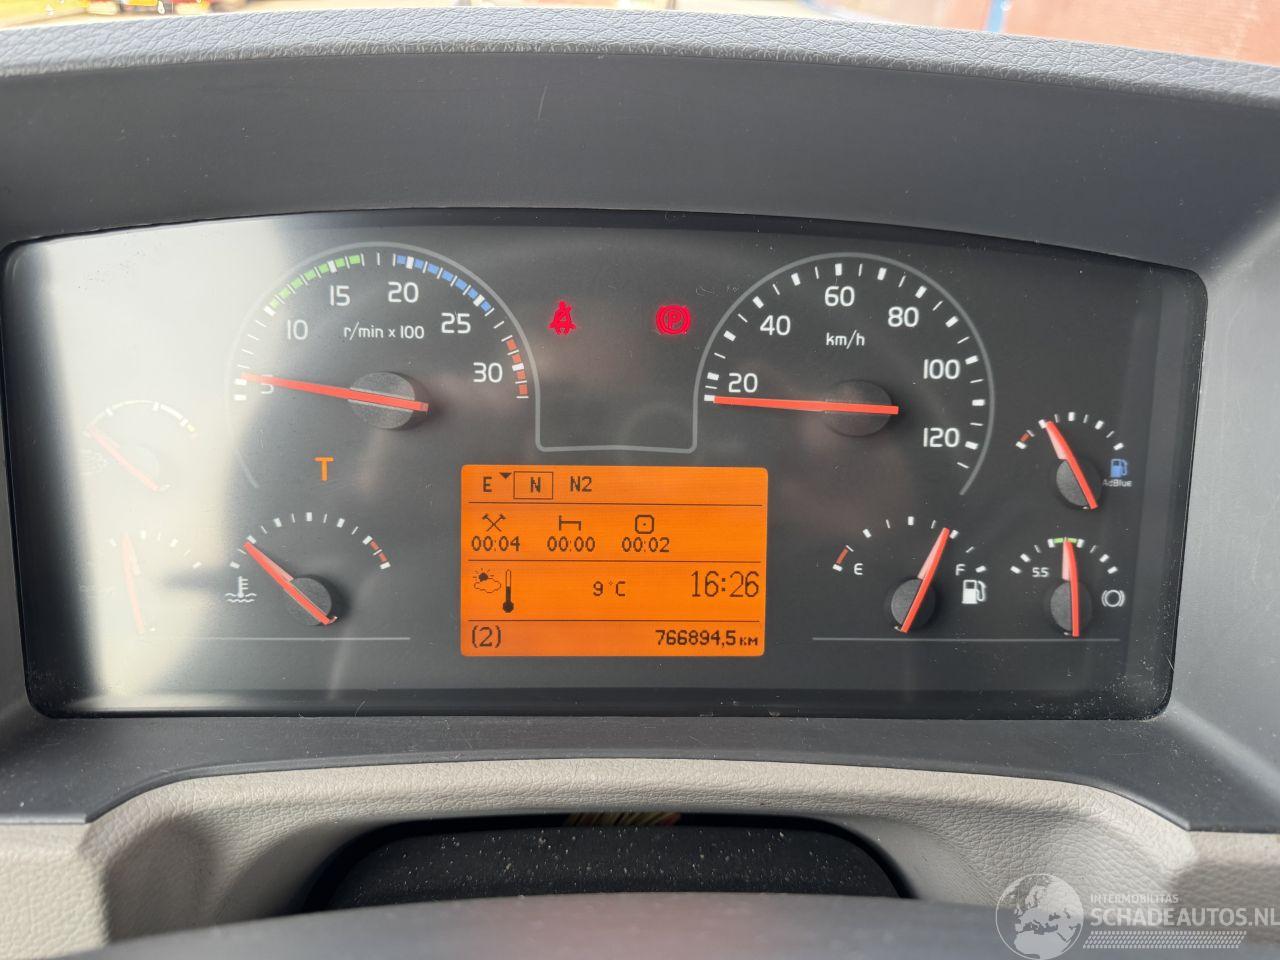 5
10
15
20
25
30
r/min x 100
20
40
60
80
100
120
km/h
T
E N N2
00:04 00:00 00:02
9°C 16:26
(2) 766894,5 KM
E F
AdBlue
55
P
INTERMOBILITAS
SCHADEAUTOS.NL